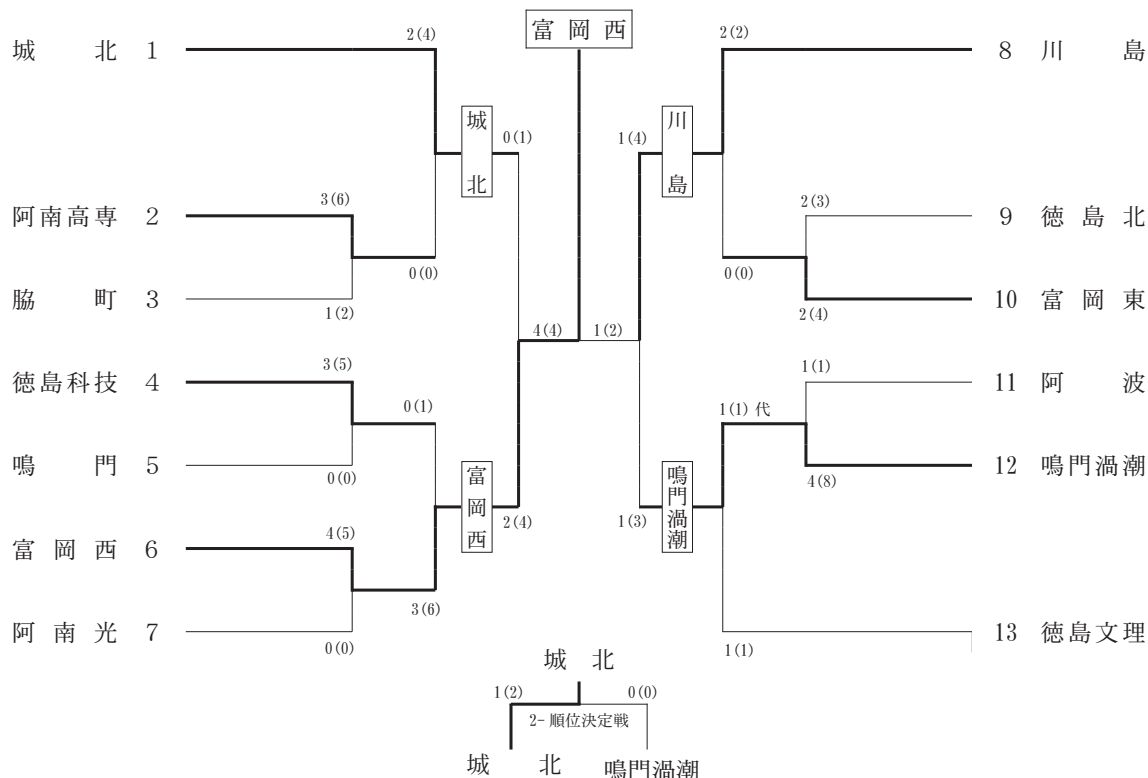 富岡西
2(4)
2(2)
城北 1
8 川島
城北
0(1)
1(4)
川島
3(6)
2(3)
阿南高専 2
9 徳島北
0(0)
0(0)
脇町 3
1(2)
2(4)
10 富岡東
4(4)
1(2)
3(5)
1(1)
徳島科技 4
11 阿波
0(1)
1(1) 代
鳴門 5
0(0)
4(8)
12 鳴門渦潮
富岡西
2(4)
1(3)
鳴門渦潮
4(5)
富岡西 6
3(6)
阿南光 7
0(0)
1(1)
13 徳島文理
城北
1(2)
0(0)
2-順位決定戦
城北
鳴門渦潮